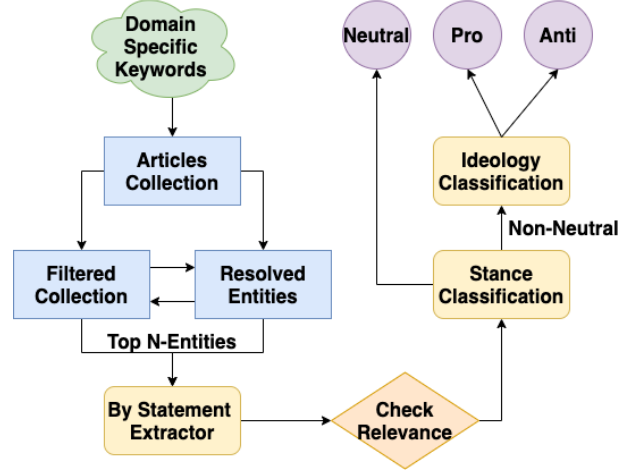 Domain
Specific
Keywords
Neutral
Pro
Anti
Articles
Collection
Ideology
Classification
Non-Neutral
Filtered
Collection
Resolved
Entities
Stance
Classification
Top N-Entities
By Statement
Extractor
Check
Relevance